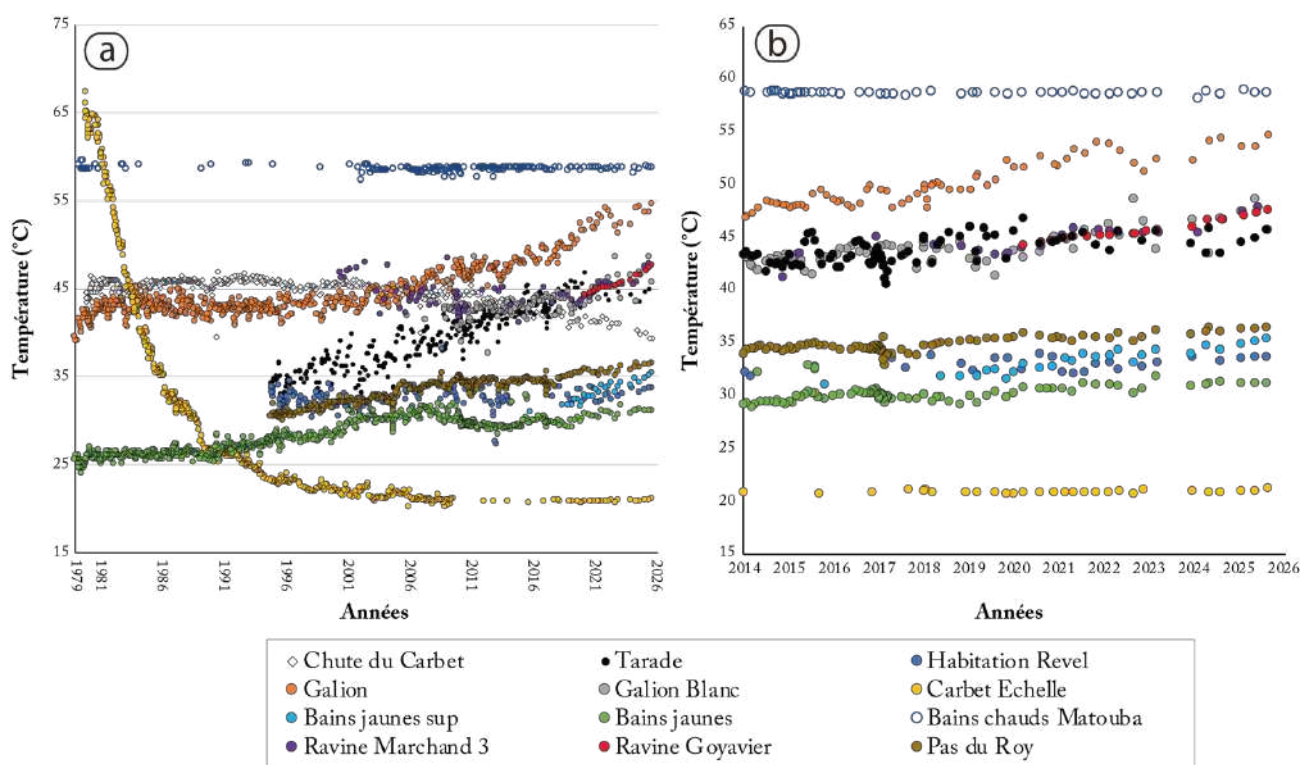 a
b
75
65
55
45
35
25
15
Température (°C)
1979
1981
1986
1991
1996
2001
2006
2011
2016
2021
2026
Années
65
60
55
50
45
40
35
30
25
20
15
Température (°C)
2014
2015
2016
2017
2018
2019
2020
2021
2022
2023
2024
2025
2026
Années
Chute du Carbet
Tarade
Habitation Revel
Galion
Galion Blanc
Carbet Echelle
Bains jaunes sup
Bains jaunes
Bains chauds Matouba
Ravine Marchand 3
Ravine Goyavier
Pas du Roy